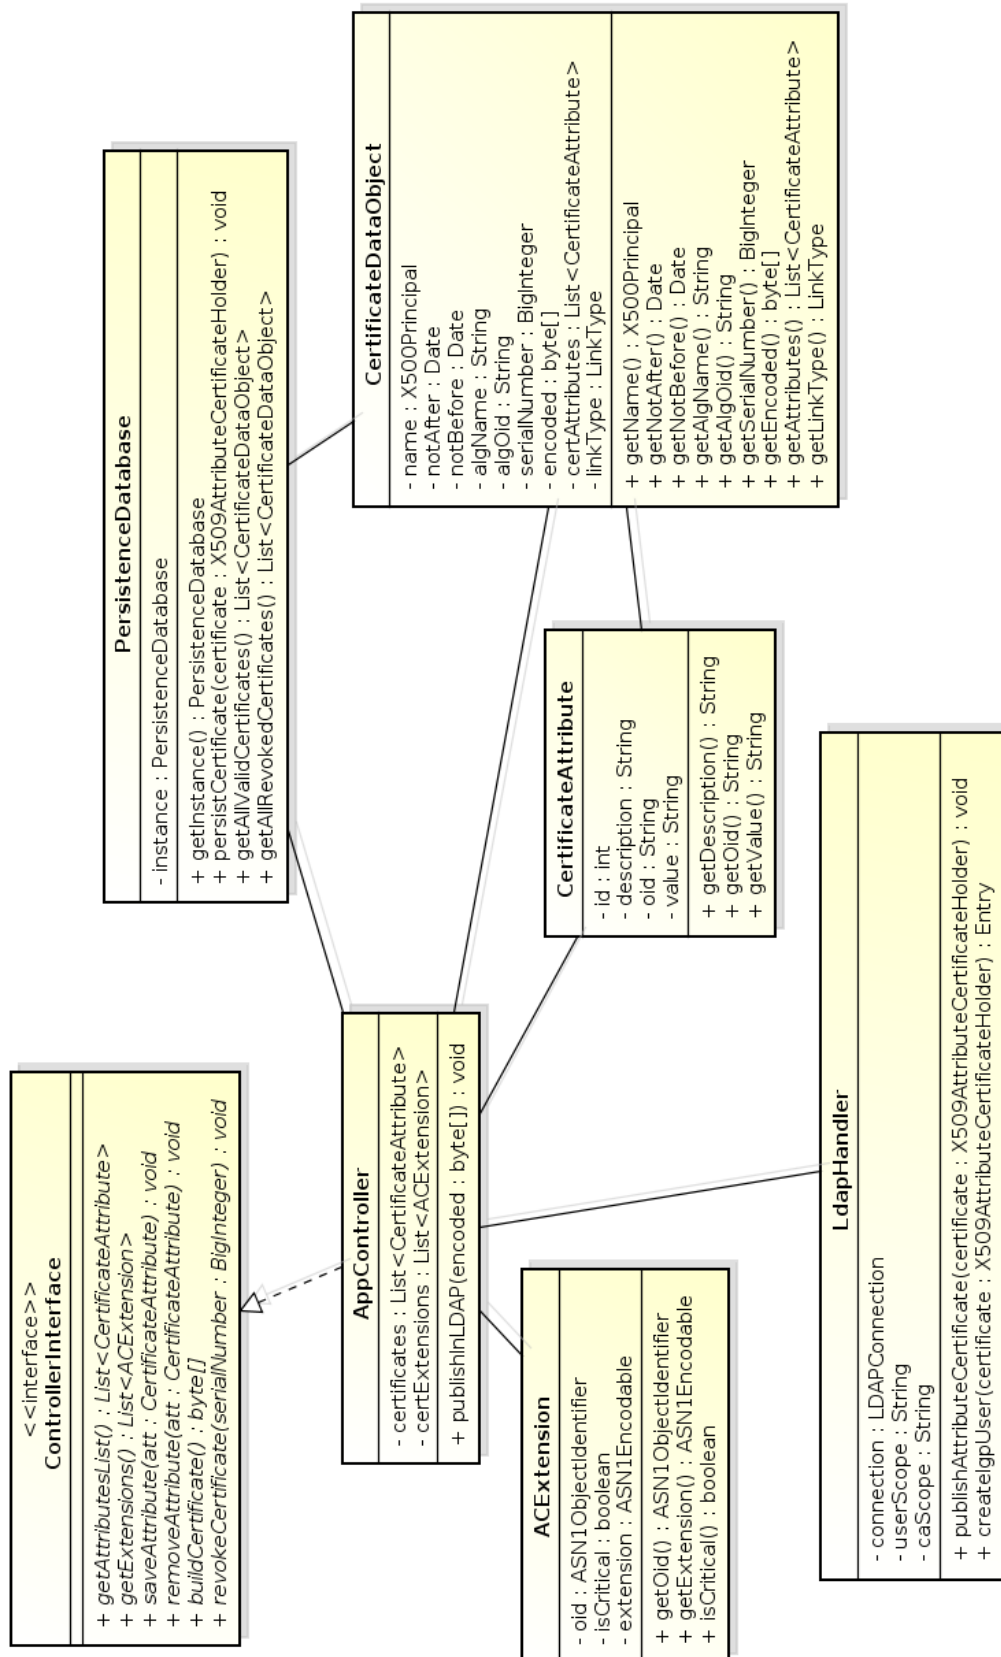 <<interface>>
ControllerInterface
+ getAttributesList() : List<CertificateAttribute>
+ getExtensions() : List<ACExtension>
+ saveAttribute(att : CertificateAttribute) : void
+ removeAttribute(att : CertificateAttribute) : void
+ buildCertificate() : byte[]
+ revokeCertificate(serialNumber : BigInteger) : void
PersistenceDatabase
- instance : PersistenceDatabase
+ getInstance() : PersistenceDatabase
+ persistCertificate(certificate : X509AttributeCertificateHolder) : void
+ getAllValidCertificates() : List<CertificateDataObject>
+ getAllRevokedCertificates() : List<CertificateDataObject>
AppController
- certificates : List<CertificateAttribute>
- certExtensions : List<ACExtension>
+ publishInLDAP(encoded : byte[]) : void
CertificateDataObject
- name : X500Principal
- notAfter : Date
- notBefore : Date
- algName : String
- algOid : String
- serialNumber : BigInteger
- encoded : byte[]
- certAttributes : List<CertificateAttribute>
- linkType : LinkType
+ getName() : X500Principal
+ getNotAfter() : Date
+ getNotBefore() : Date
+ getAlgName() : String
+ getAlgOid() : String
+ getSerialNumber() : BigInteger
+ getEncoded() : byte[]
+ getAttributes() : List<CertificateAttribute>
+ getLinkType() : LinkType
ACExtension
- oid : ASN1ObjectIdentifier
- isCritical : boolean
- extension : ASN1Encodable
+ getOid() : ASN1ObjectIdentifier
+ getExtension() : ASN1Encodable
+ isCritical() : boolean
CertificateAttribute
- id : int
- description : String
- oid : String
- value : String
+ getDescription() : String
+ getOid() : String
+ getValue() : String
LdapHandler
- connection : LDAPConnection
- userScope : String
- caScope : String
+ publishAttributeCertificate(certificate : X509AttributeCertificateHolder) : void
+ createIgpUser(certificate : X509AttributeCertificateHolder) : Entry